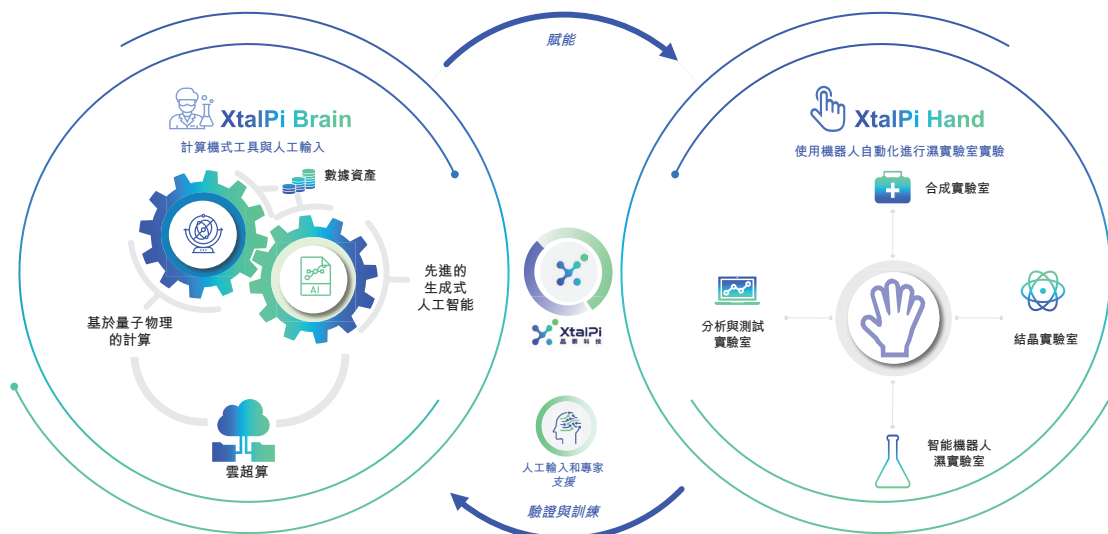 賦能
XtalPi Brain
計算機式工具與人工輸入
數據資產
先進的
生成式
人工智能
AI
基於量子物理
的計算
雲超算
XtalPi
晶泰科技
人工輸入和專家
支援
驗證與訓練
XtalPi Hand
使用機器人自動化進行濕實驗室實驗
合成實驗室
分析與測試
實驗室
結晶實驗室
智能機器人
濕實驗室